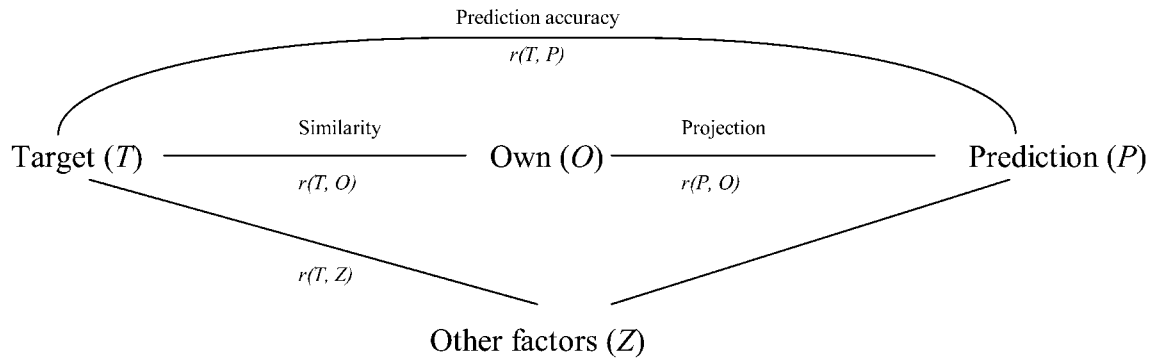 Prediction accuracy
r(T, P)
Similarity
Projection
Target (T)
Own (O)
Prediction (P)
r(T, O)
r(P, O)
r(T, Z)
Other factors (Z)